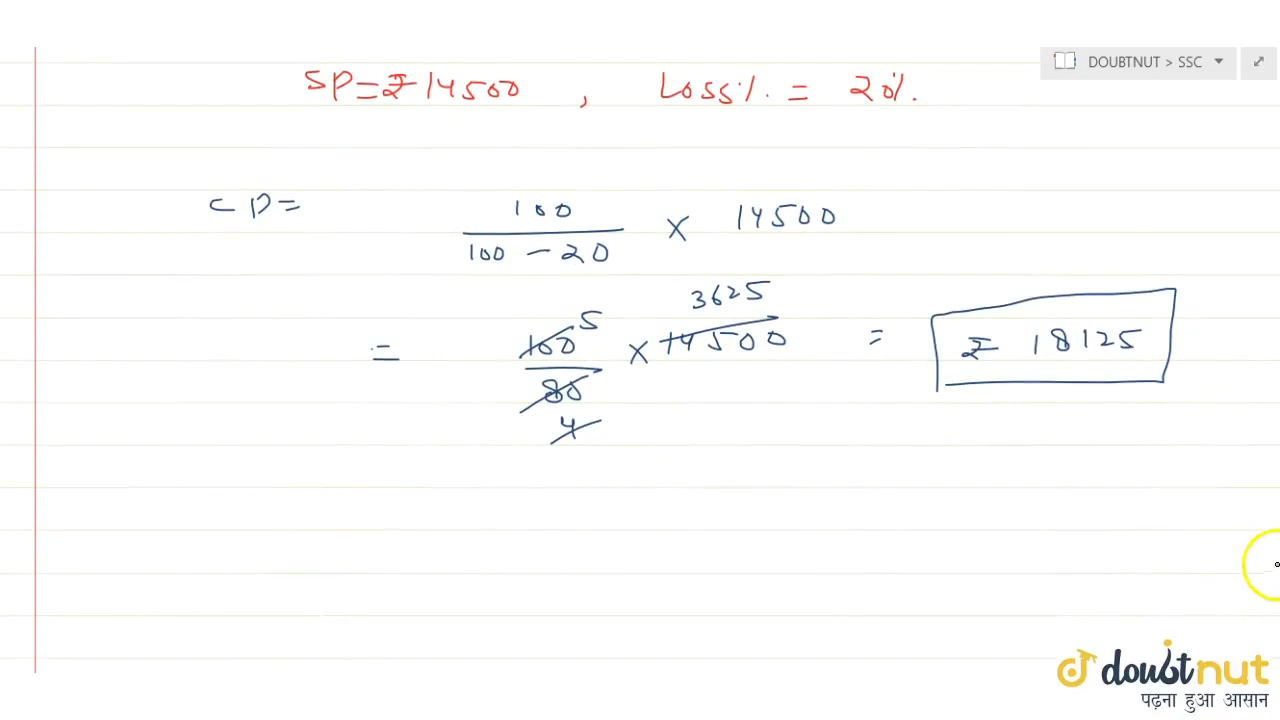 DOUBTNUT > SSC
SP = ₹ 14500 , Loss% = 20%.
CP = 100 / 100 - 20 × 14500
3625
= 100 5 / 80 4 × 14500 = ₹ 18125
doubtnut
पढ़ना हुआ आसान